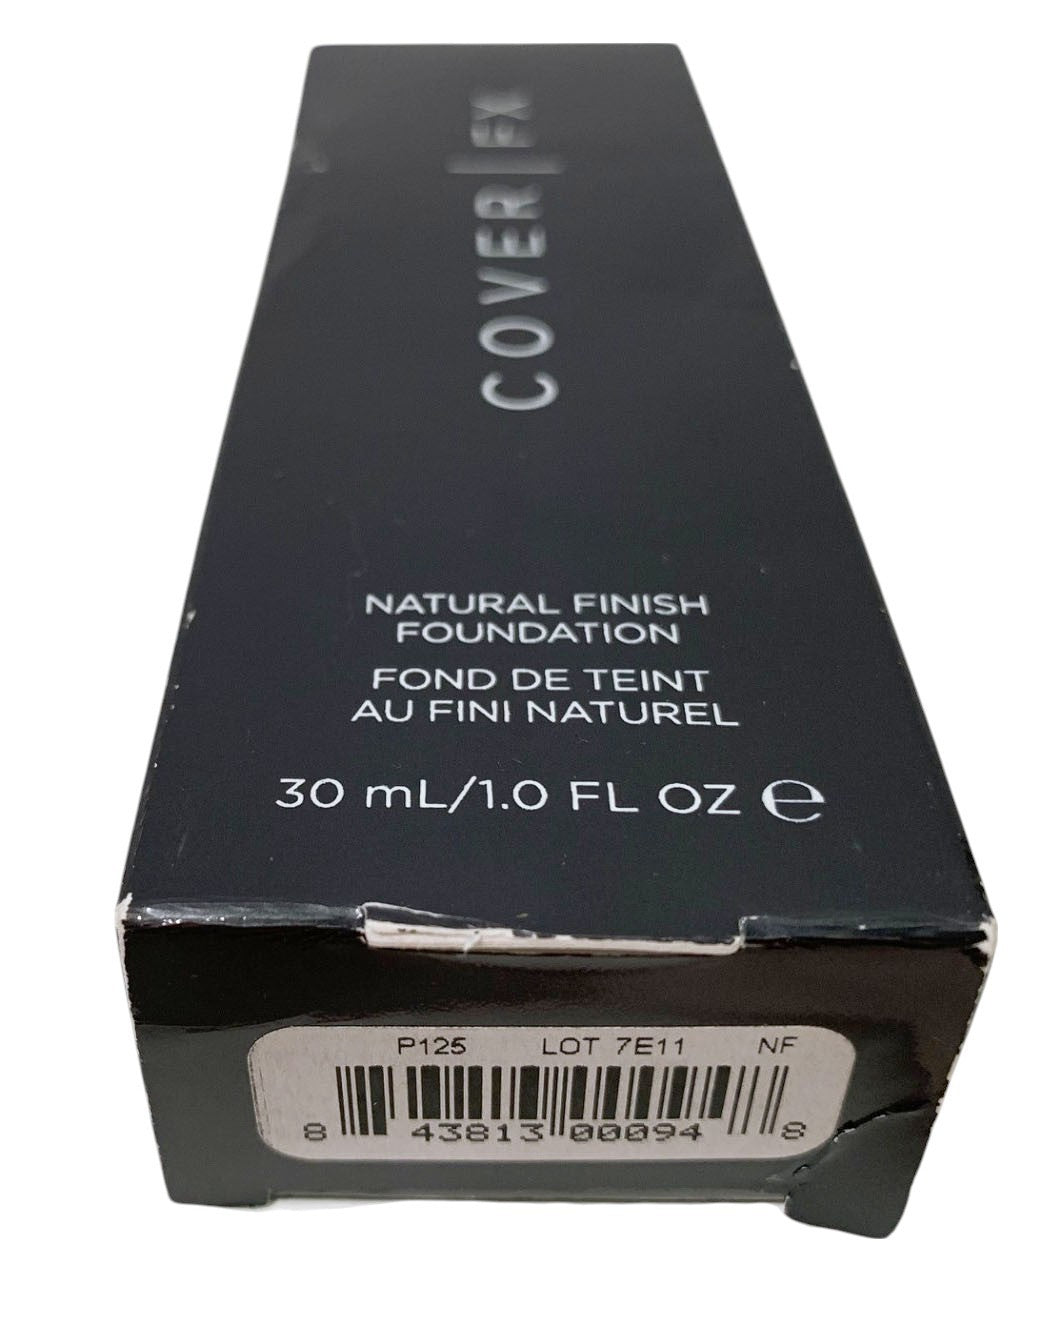 COVER|FX
NATURAL FINISH
FOUNDATION
FOND DE TEINT
AU FINI NATUREL
30 mL/1.0 FL OZ ℮
P125 LOT 7E11 NF
8 43813 00094 8